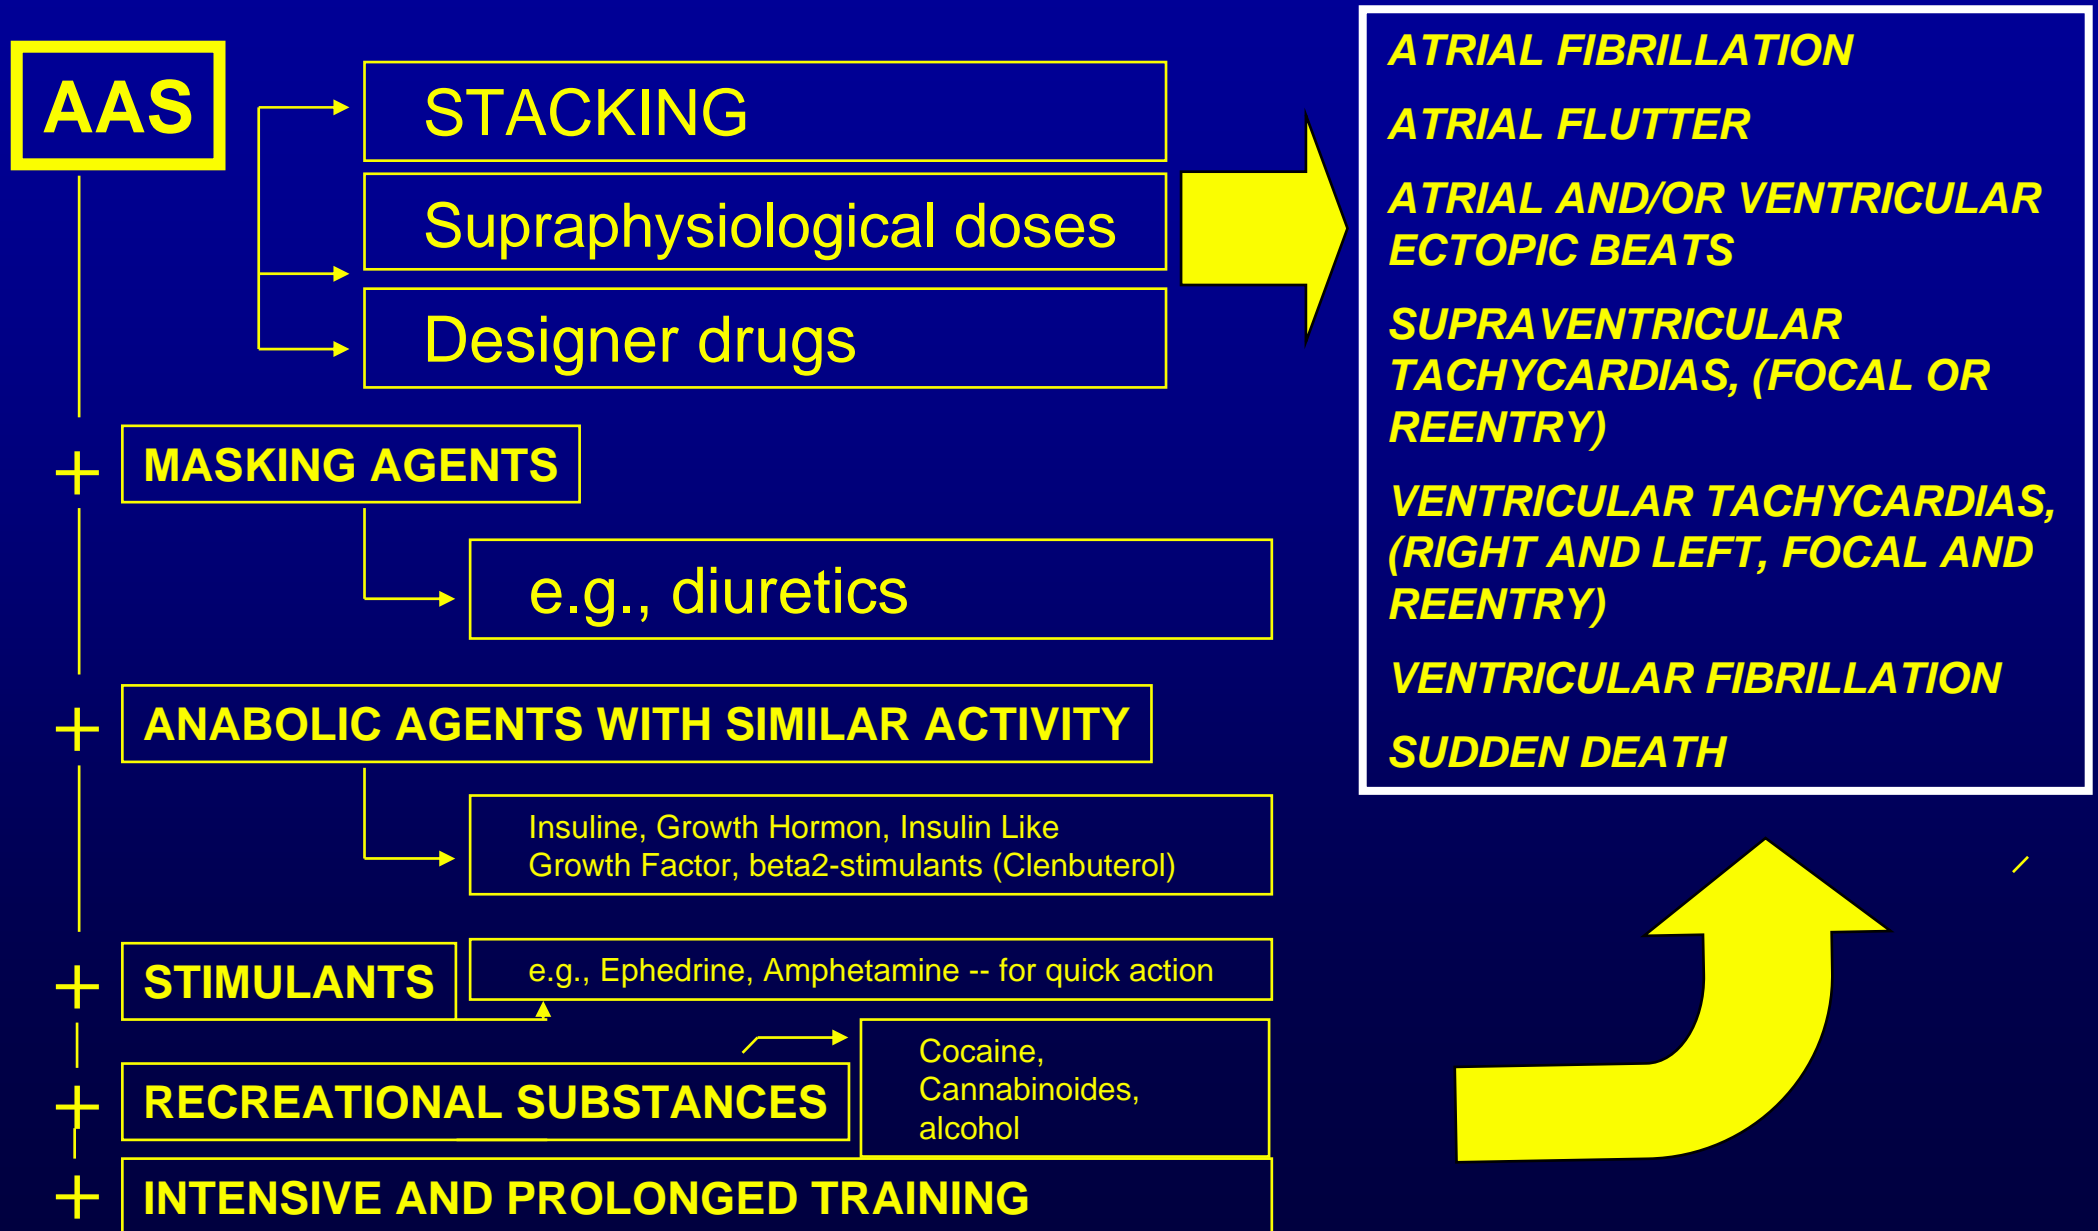 AAS
STACKING
Supraphysiological doses
Designer drugs
+ MASKING AGENTS
e.g., diuretics
+ ANABOLIC AGENTS WITH SIMILAR ACTIVITY
Insuline, Growth Hormon, Insulin Like
Growth Factor, beta2-stimulants (Clenbuterol)
+ STIMULANTS
e.g., Ephedrine, Amphetamine -- for quick action
+ RECREATIONAL SUBSTANCES
Cocaine,
Cannabinoides,
alcohol
+ INTENSIVE AND PROLONGED TRAINING
ATRIAL FIBRILLATION
ATRIAL FLUTTER
ATRIAL AND/OR VENTRICULAR
ECTOPIC BEATS
SUPRAVENTRICULAR
TACHYCARDIAS, (FOCAL OR
REENTRY)
VENTRICULAR TACHYCARDIAS,
(RIGHT AND LEFT, FOCAL AND
REENTRY)
VENTRICULAR FIBRILLATION
SUDDEN DEATH